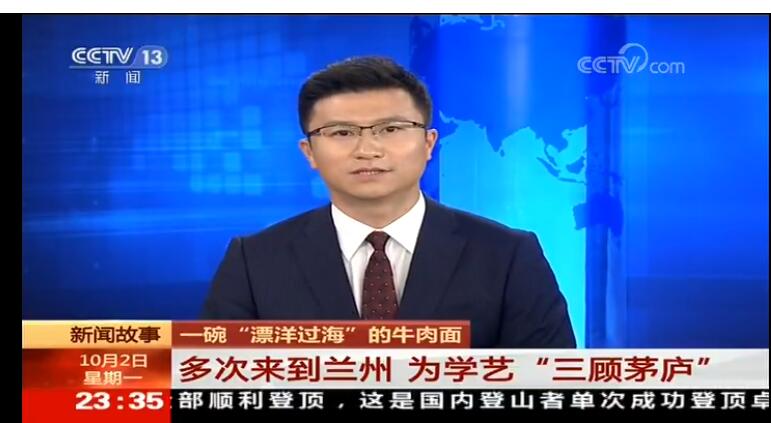 CCTV 13
新闻
CCTV.com
新闻故事
一碗“漂洋过海”的牛肉面
10月2日
星期一
多次来到兰州 为学艺“三顾茅庐”
23:35
部顺利登顶，这是国内登山者单次成功登顶卓